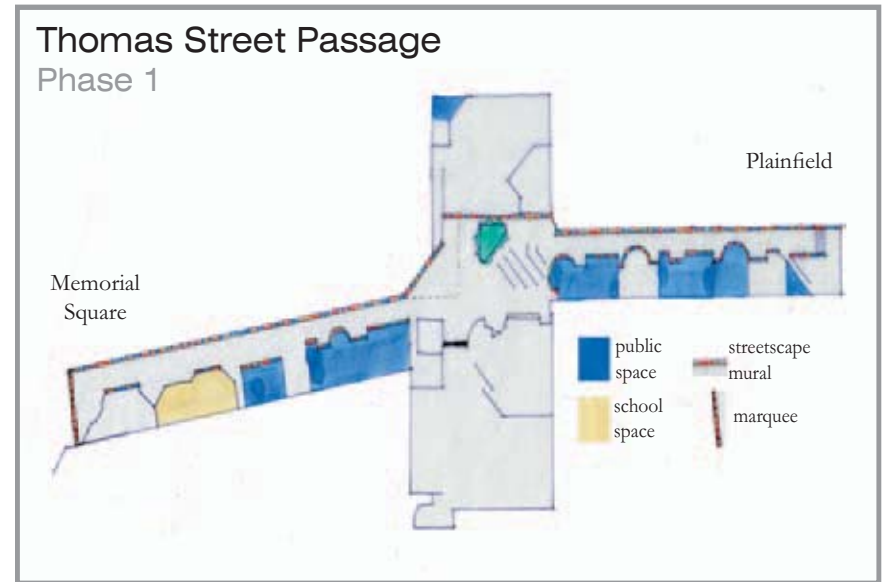 Thomas Street Passage
Phase 1
Plainfield
Memorial
Square
public
space
streetscape
mural
school
space
marquee